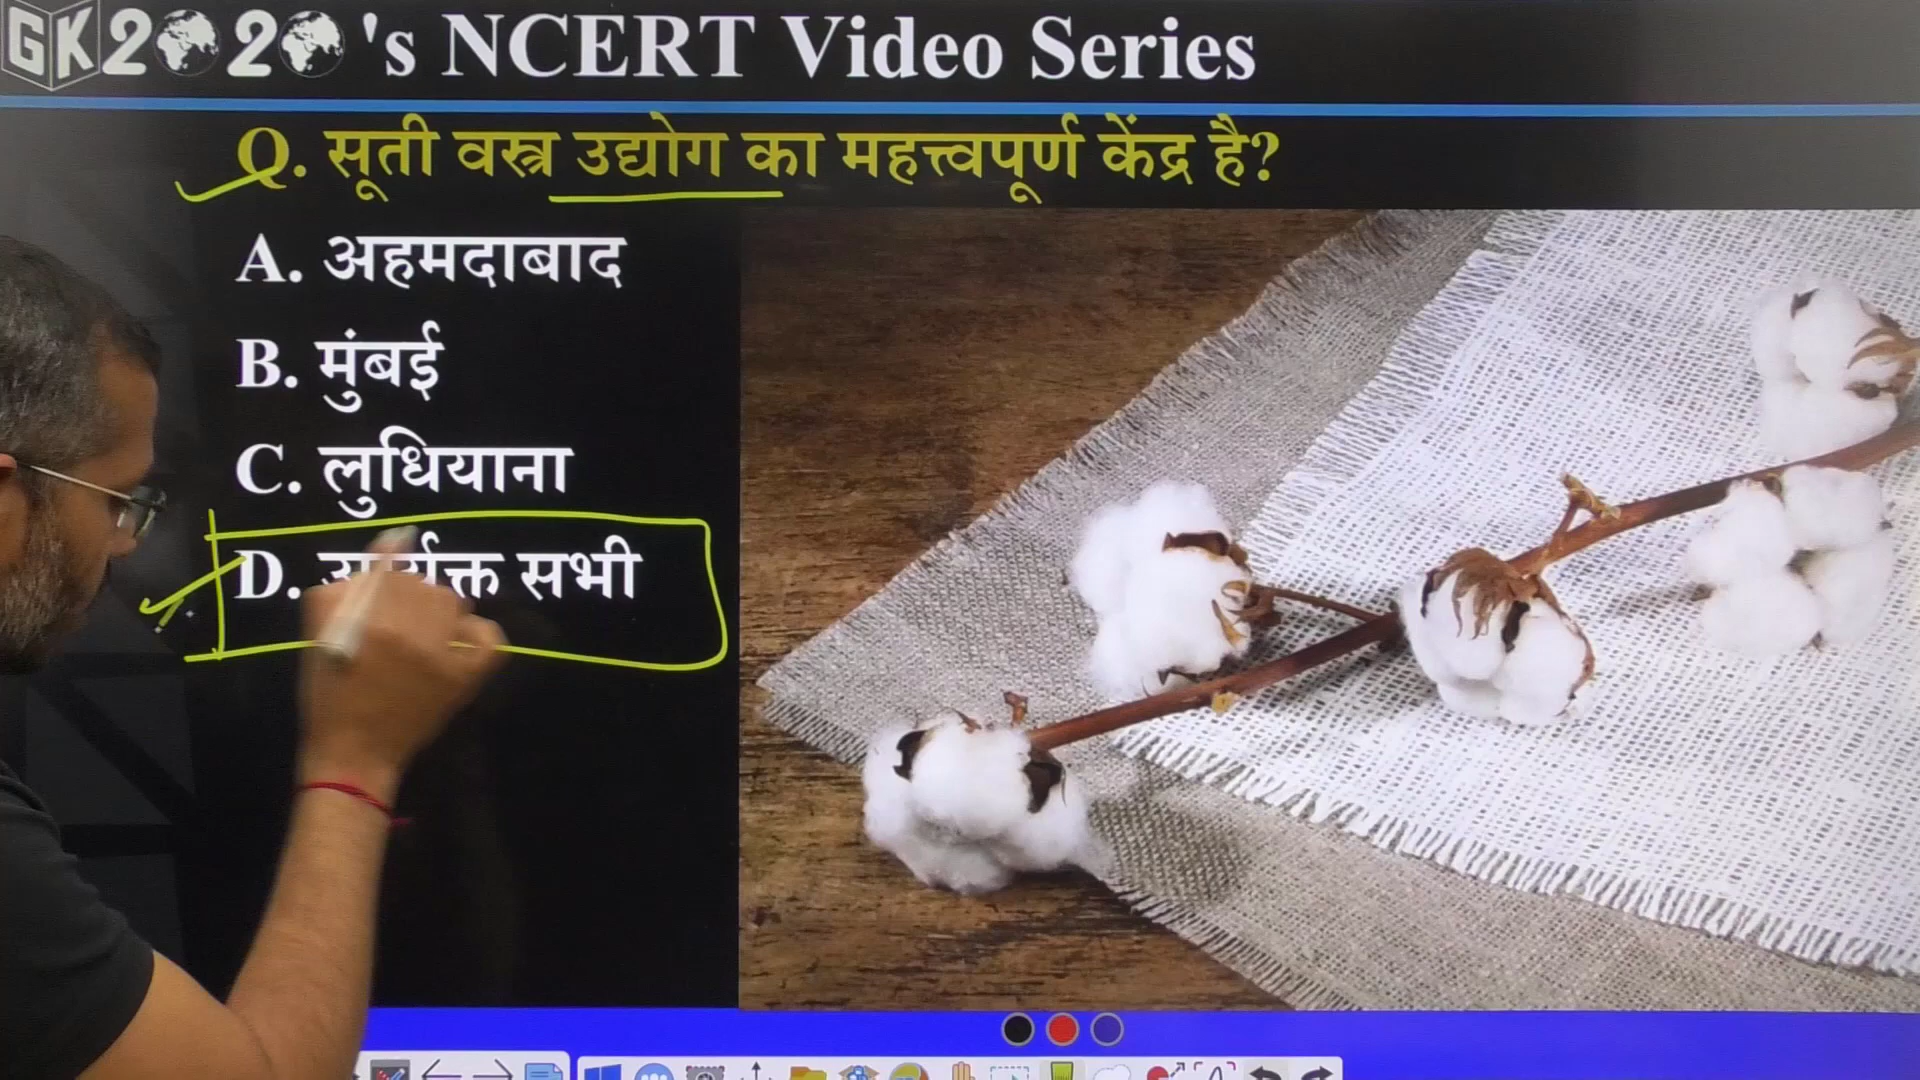 GK2020's NCERT Video Series
Q. सूती वस्त्र उद्योग का महत्त्वपूर्ण केंद्र है?
A. अहमदाबाद
B. मुंबई
C. लुधियाना
D. सभी